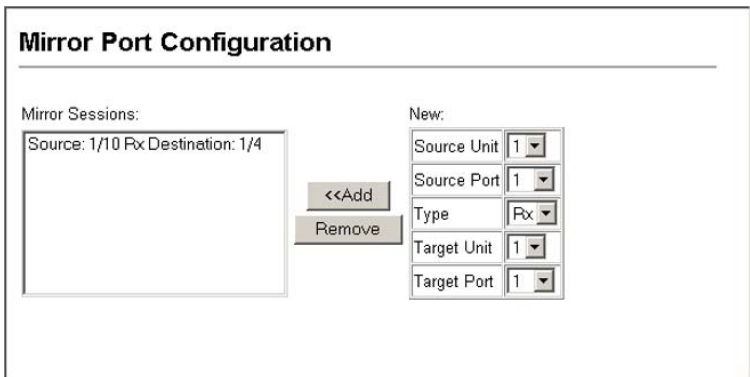 Mirror Port Configuration
Mirror Sessions:
Source: 1/10 Rx Destination: 1/4
<<Add
Remove
New:
Source Unit 1
Source Port 1
Type Rx
Target Unit 1
Target Port 1